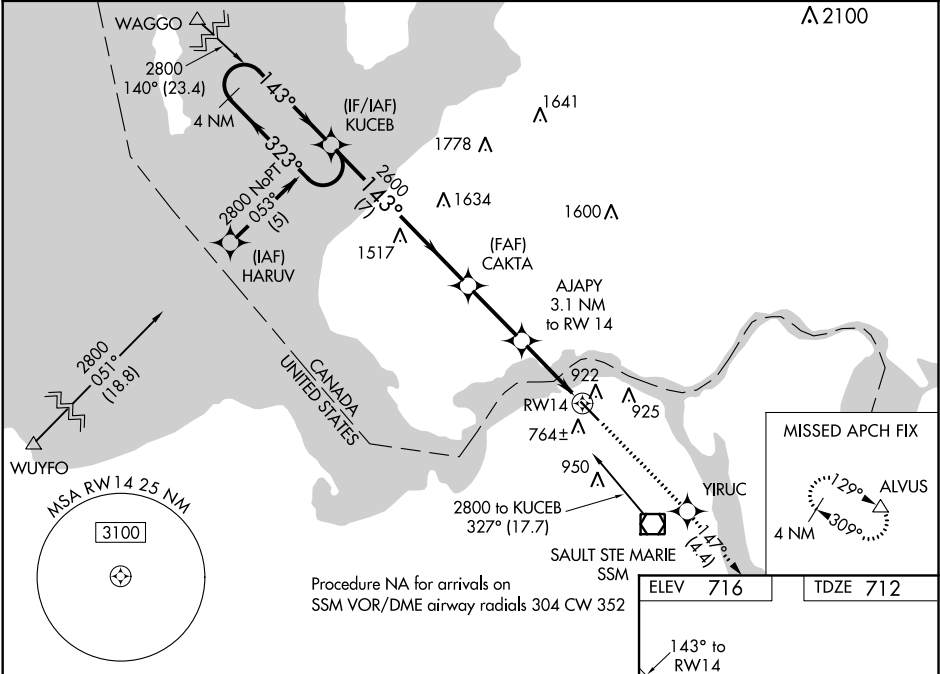 WAGGO
2100
2800
140° (23.4)
4 NM
143°
(IF/IAF)
KUCEB
1641
1778
323°
2800 NoPT
053°
(5)
2600
143°
(7)
1634
1600
1517
(IAF)
HARUV
(FAF)
CAKTA
AJAPY
3.1 NM
to RW 14
2800
051°
(18.8)
CANADA
UNITED STATES
922
RW14
925
764±
WUYFO
950
MISSED APCH FIX
129°
ALVUS
4 NM
309°
MSA RW14 25 NM
3100
2800 to KUCEB
327° (17.7)
YIRUC
147°
(4.4)
SAULT STE MARIE
SSM
Procedure NA for arrivals on
SSM VOR/DME airway radials 304 CW 352
ELEV 716
TDZE 712
143° to
RW14